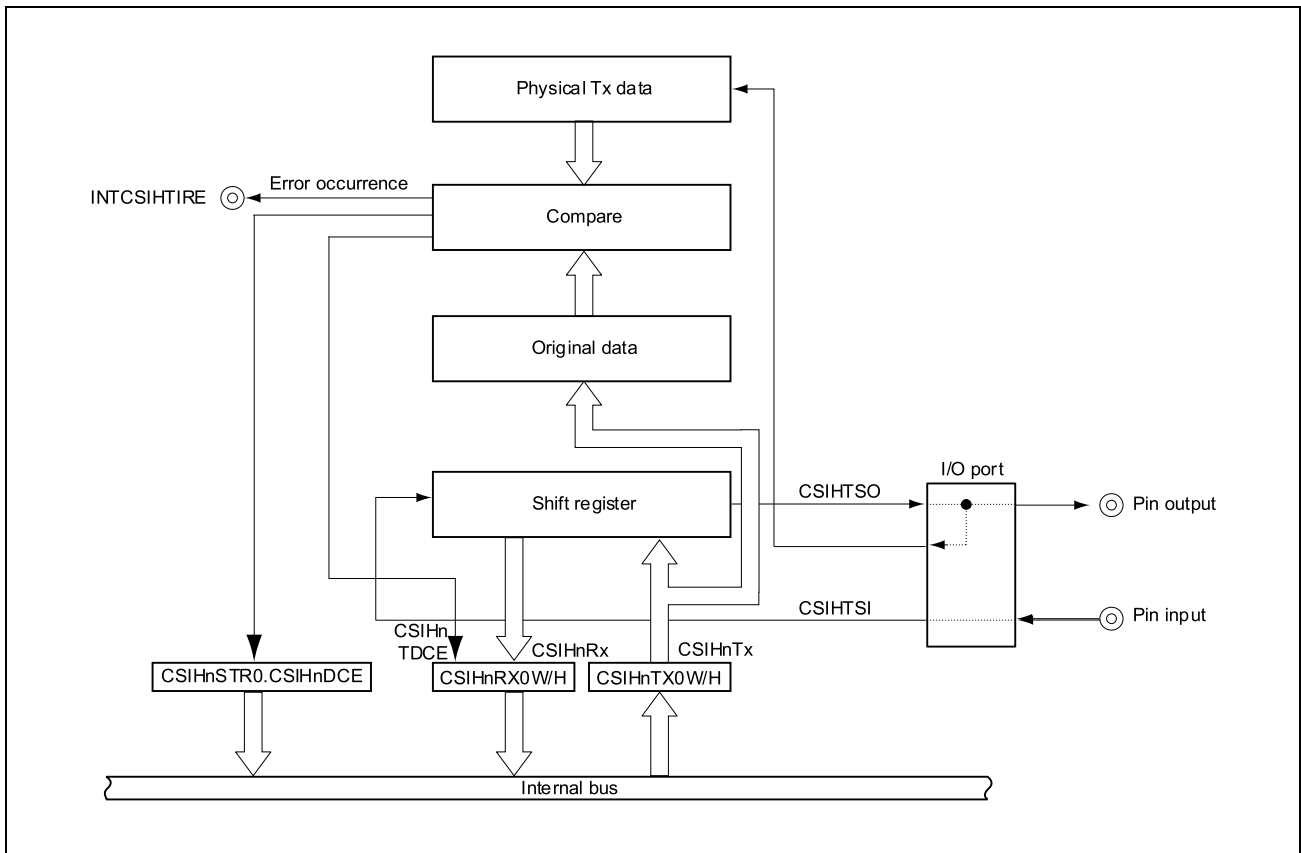 Physical Tx data
Error occurrence
INTCSIHTIRE
Compare
Original data
I/O port
Shift register
CSIHTSO
Pin output
CSIHTSI
Pin input
CSIHn
TDCE
CSIHnRx
CSIHnTx
CSIHnSTR0.CSIHnDCE
CSIHnRX0W/H
CSIHnTX0W/H
Internal bus